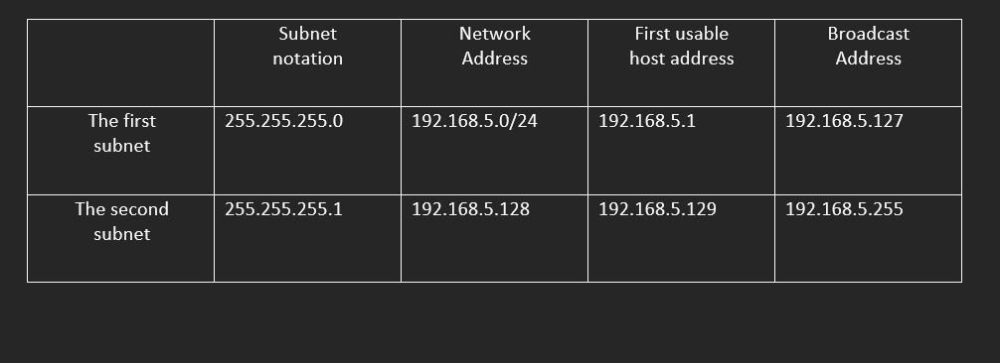 Subnet
notation
Network
Address
First usable
host address
Broadcast
Address
The first
subnet
255.255.255.0
192.168.5.0/24
192.168.5.1
192.168.5.127
The second
subnet
255.255.255.1
192.168.5.128
192.168.5.129
192.168.5.255